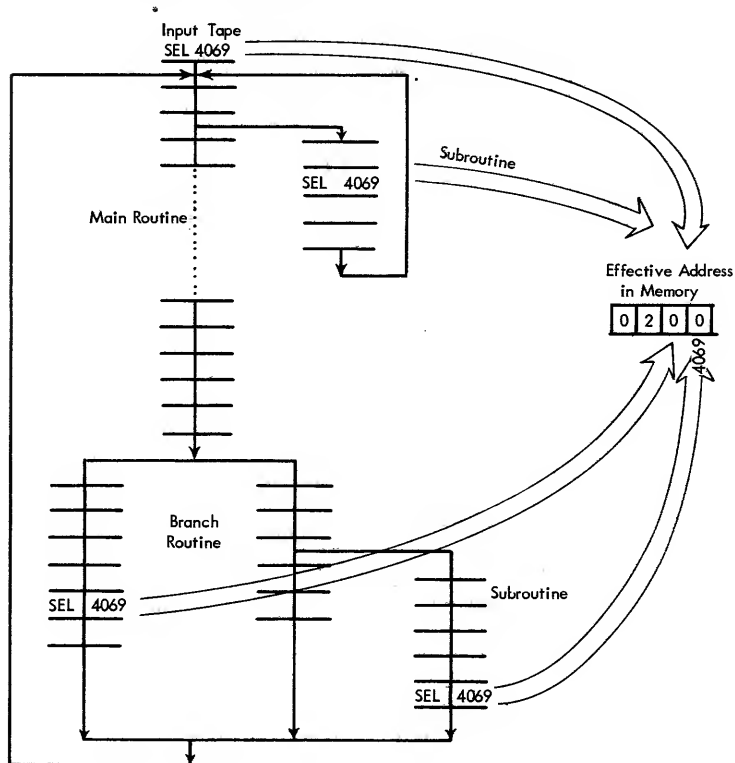 Input Tape
SEL 4069
Subroutine
SEL 4069
Main Routine
Effective Address
in Memory
0 2 0 0
4069
Branch
Routine
SEL 4069
Subroutine
SEL 4069